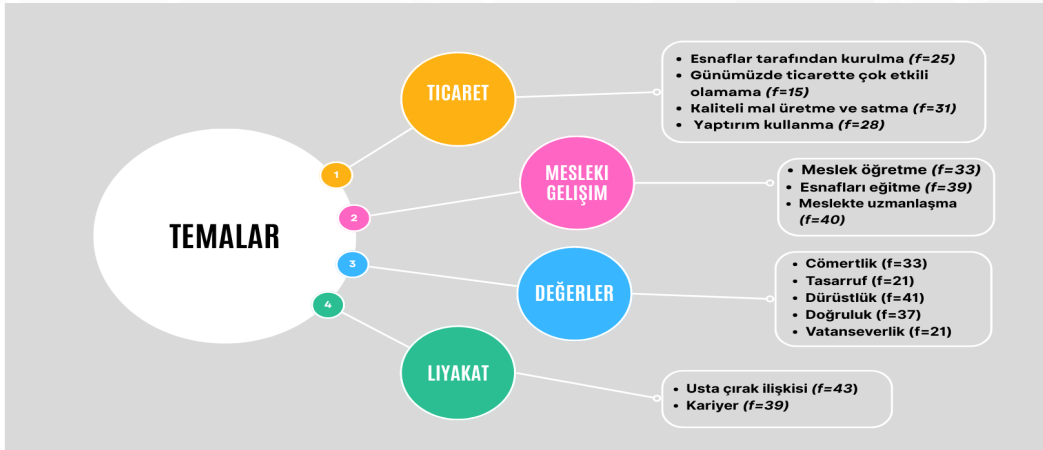 TEMALAR
1
TICARET
• Esnaflar tarafından kurulma (f=25)
• Günümüzde ticarette çok etkili
olamama (f=15)
• Kaliteli mal üretme ve satma (f=31)
• Yaptırım kullanma (f=28)
2
MESLEKI
GELIŞIM
• Meslek öğretme (f=33)
• Esnafları eğitme (f=39)
• Meslekte uzmanlaşma
(f=40)
3
DEĞERLER
• Cömertlik (f=33)
• Tasarruf (f=21)
• Dürüstlük (f=41)
• Doğruluk (f=37)
• Vatanseverlik (f=21)
4
LIYAKAT
• Usta çırak ilişkisi (f=43)
• Kariyer (f=39)